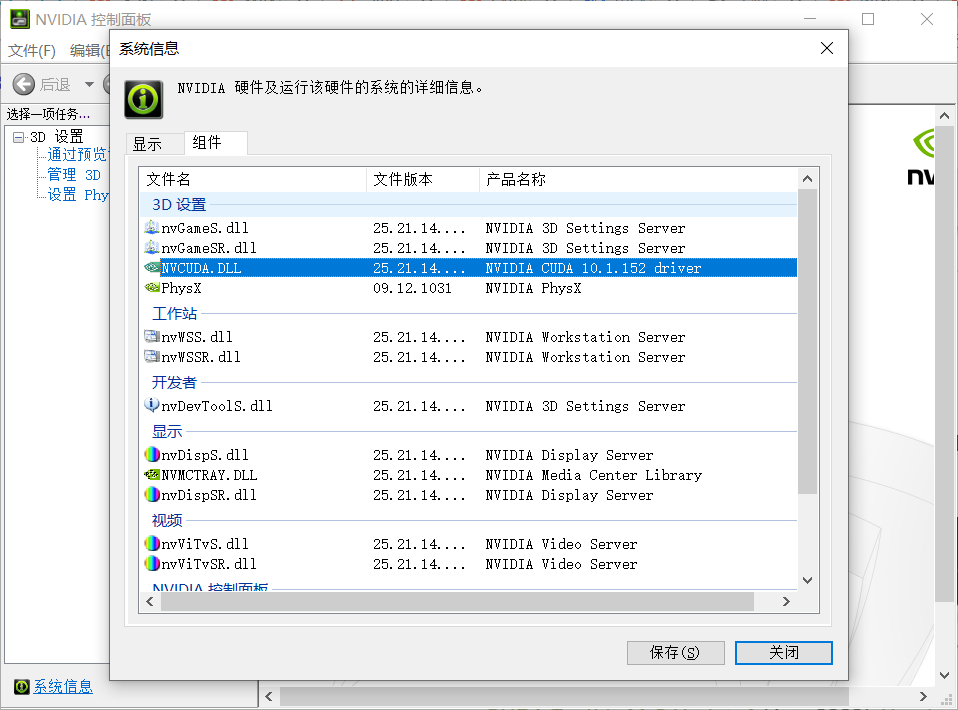 NVIDIA 控制面板
文件(F) 编辑(
系统信息
后退
NVIDIA 硬件及运行该硬件的系统的详细信息。
选择一项任务...
3D 设置
通过预览
管理 3D
设置 Phy
显示 组件
文件名 文件版本 产品名称
3D 设置
nvGameS.dll 25.21.14.... NVIDIA 3D Settings Server
nvGameSR.dll 25.21.14.... NVIDIA 3D Settings Server
NVCUDA.DLL 25.21.14.... NVIDIA CUDA 10.1.152 driver
PhysX 09.12.1031 NVIDIA PhysX
工作站
nvWSS.dll 25.21.14.... NVIDIA Workstation Server
nvWSSR.dll 25.21.14.... NVIDIA Workstation Server
开发者
nvDevToolS.dll 25.21.14.... NVIDIA 3D Settings Server
显示
nvDispS.dll 25.21.14.... NVIDIA Display Server
NVMCTRAY.DLL 25.21.14.... NVIDIA Media Center Library
nvDispSR.dll 25.21.14.... NVIDIA Display Server
视频
nvViTvS.dll 25.21.14.... NVIDIA Video Server
nvViTvSR.dll 25.21.14.... NVIDIA Video Server
NVIDIA 控制面板
保存(S) 关闭
系统信息